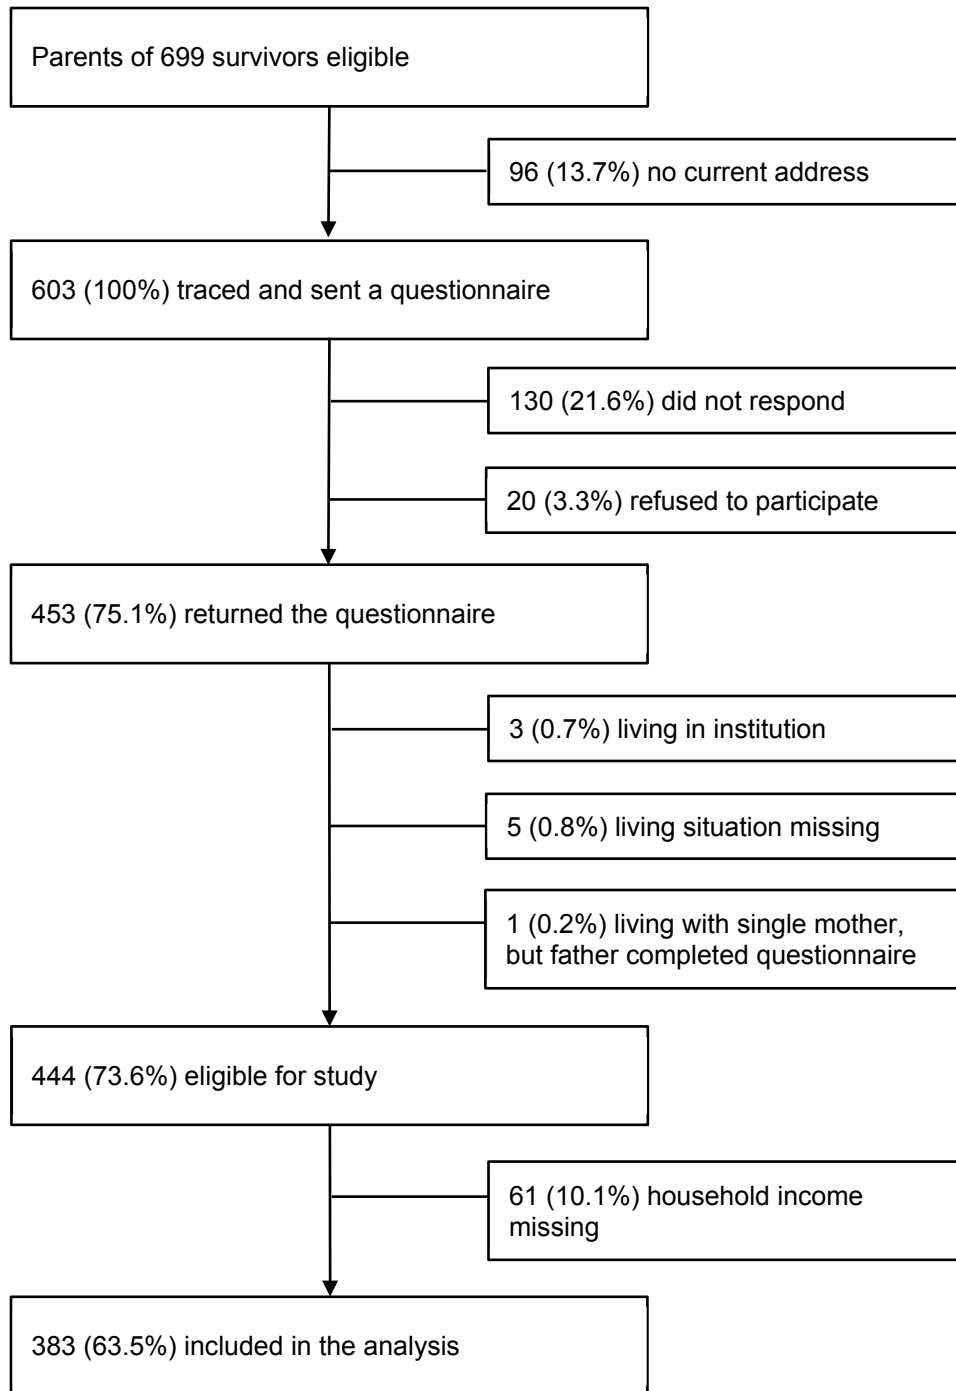 Parents of 699 survivors eligible
96 (13.7%) no current address
603 (100%) traced and sent a questionnaire
130 (21.6%) did not respond
20 (3.3%) refused to participate
453 (75.1%) returned the questionnaire
3 (0.7%) living in institution
5 (0.8%) living situation missing
1 (0.2%) living with single mother,
but father completed questionnaire
444 (73.6%) eligible for study
61 (10.1%) household income
missing
383 (63.5%) included in the analysis